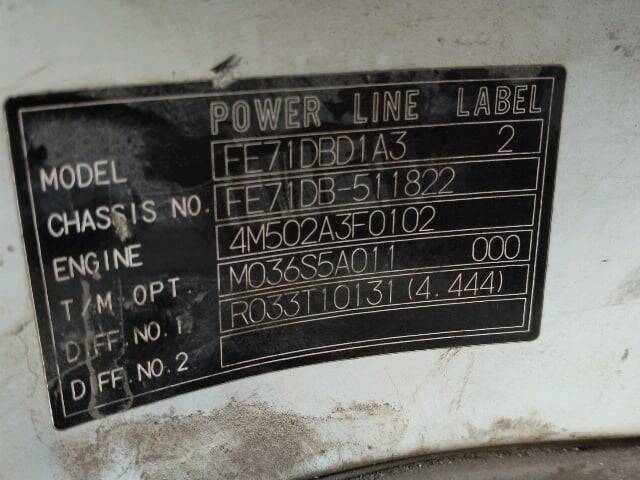 POWER LINE LABEL
MODEL FE71DBD1A3 2
CHASSIS NO. FE71DB-511822
ENGINE 4M502A3F0102
T/M. OPT. M036S5A011 000
DIFF.NO.1 R033T10131(4.444)
DIFF.NO.2